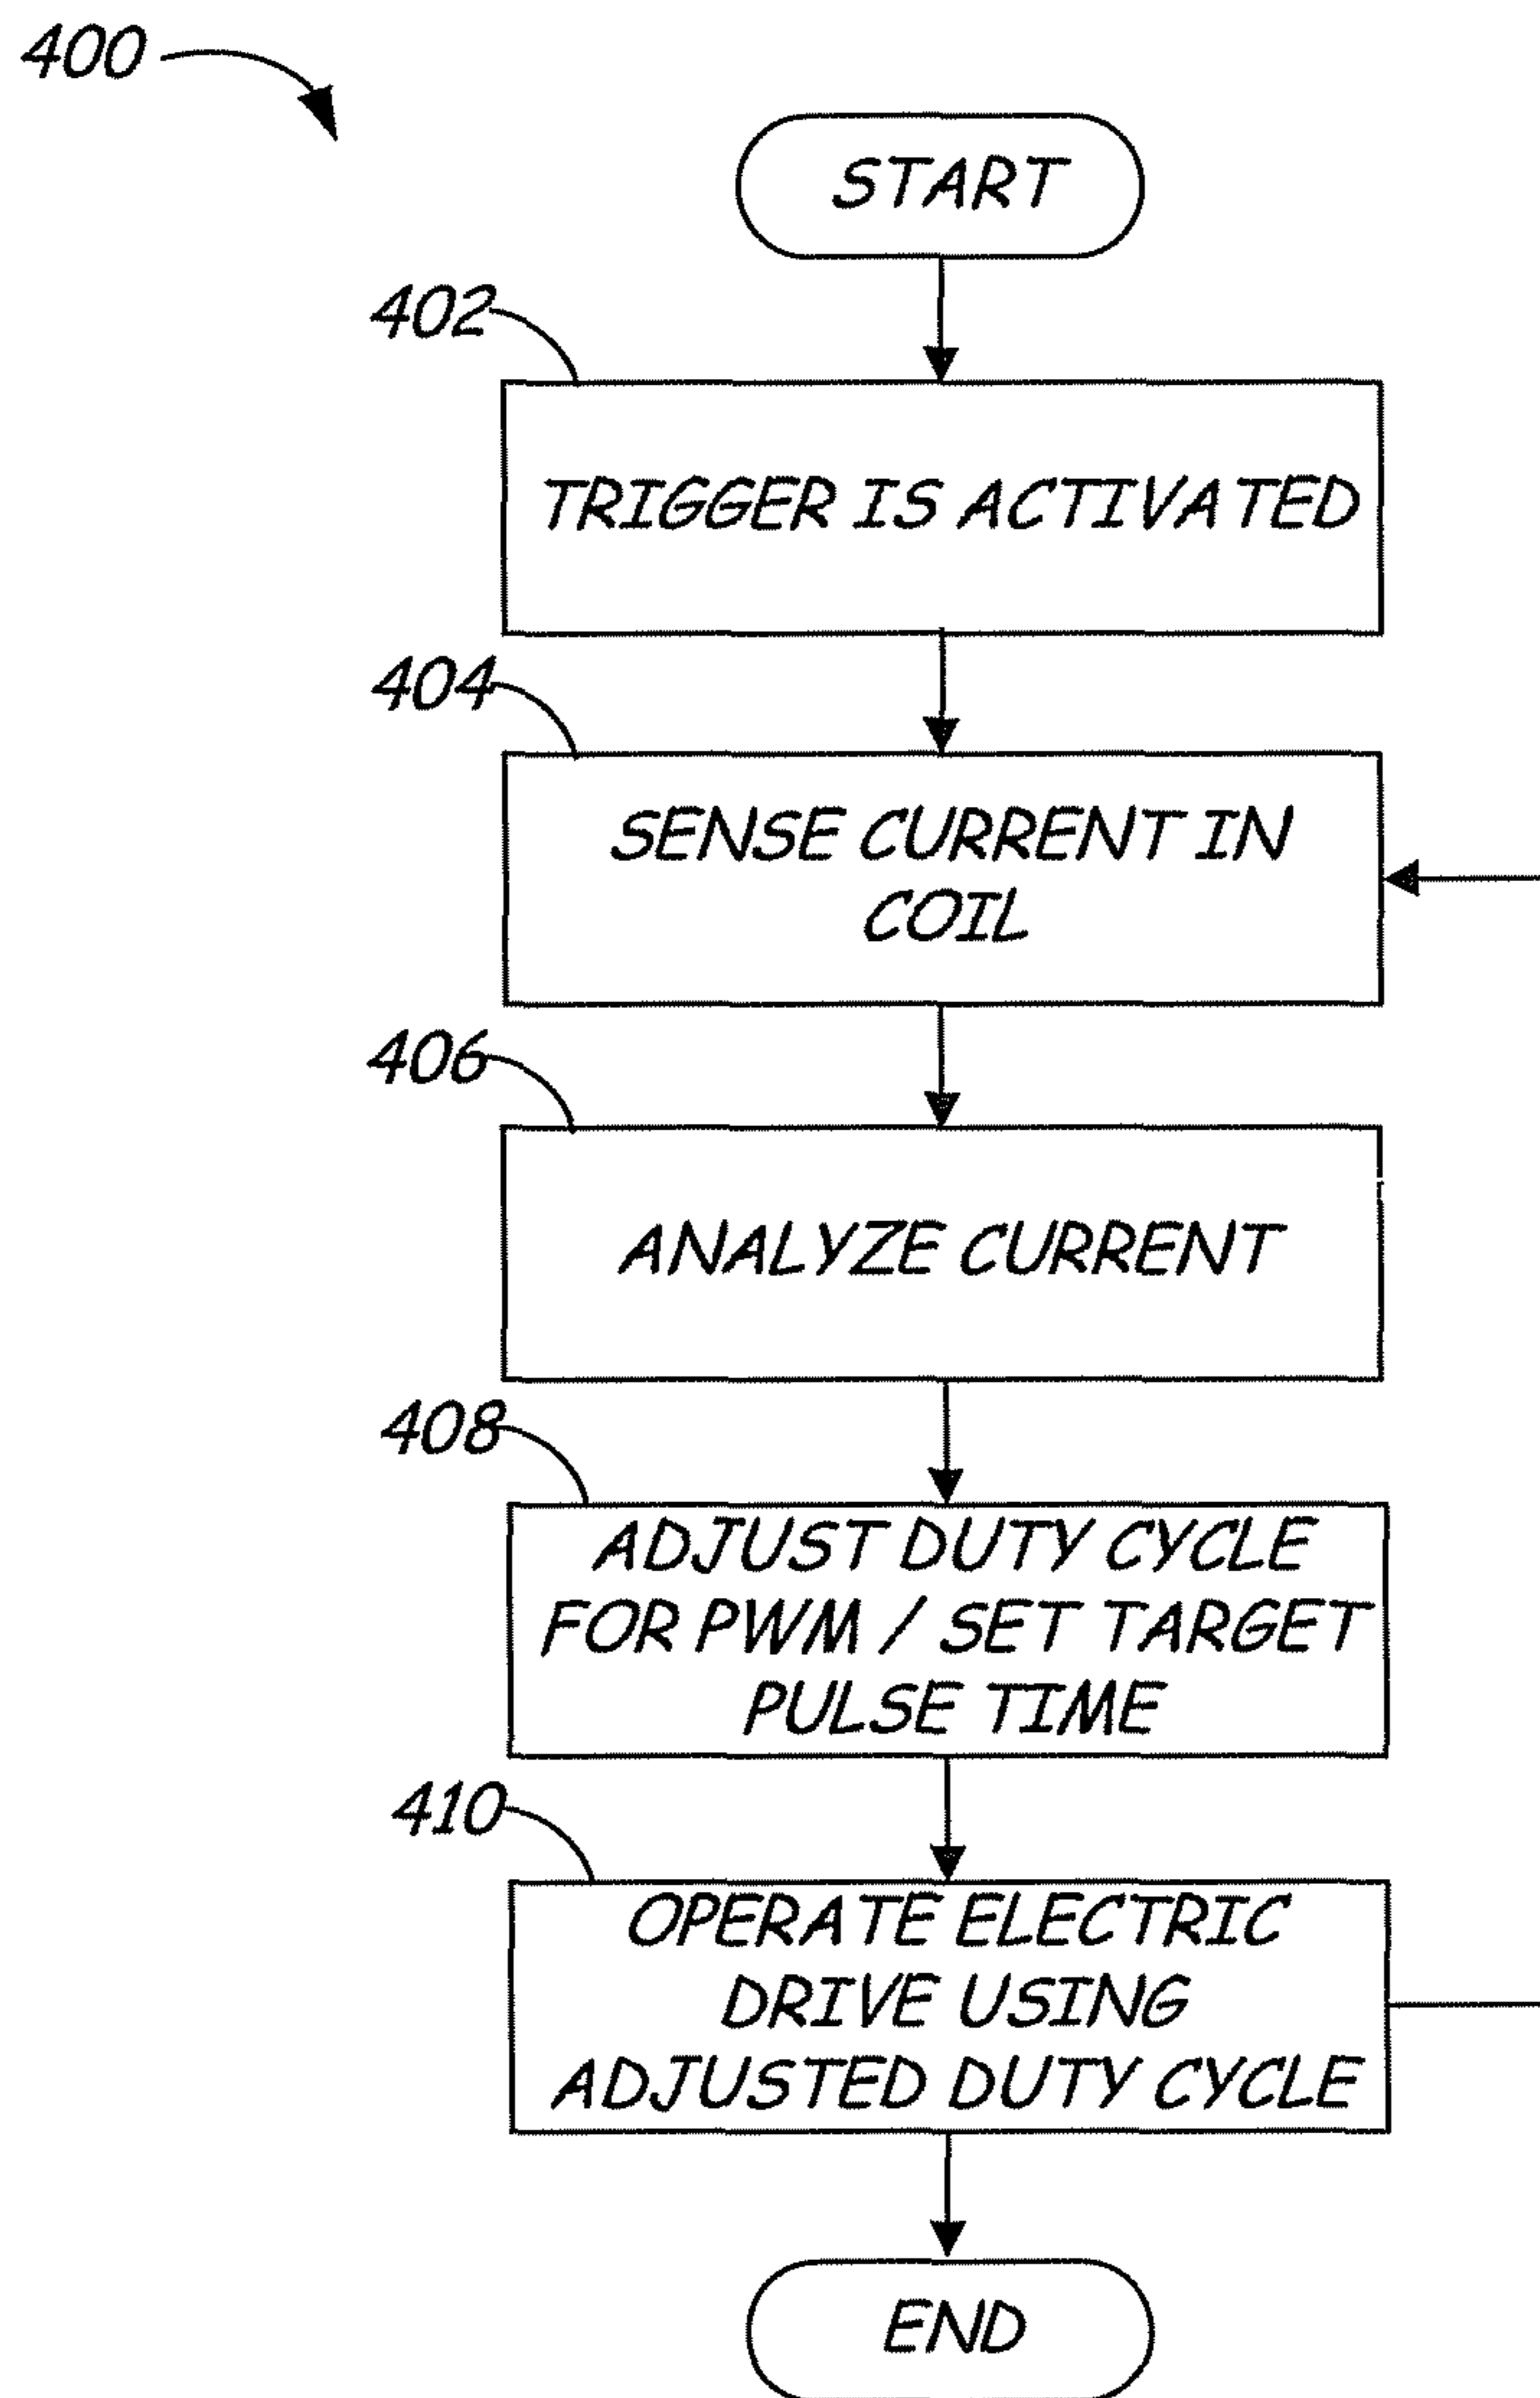 400
START
402
TRIGGER IS ACTIVATED
404
SENSE CURRENT IN
COIL
406
ANALYZE CURRENT
408
ADJUST DUTY CYCLE
FOR PWM / SET TARGET
PULSE TIME
410
OPERATE ELECTRIC
DRIVE USING
ADJUSTED DUTY CYCLE
END